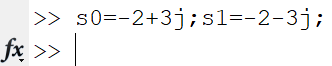 >> s0=-2+3j;s1=-2-3j;
fx >>